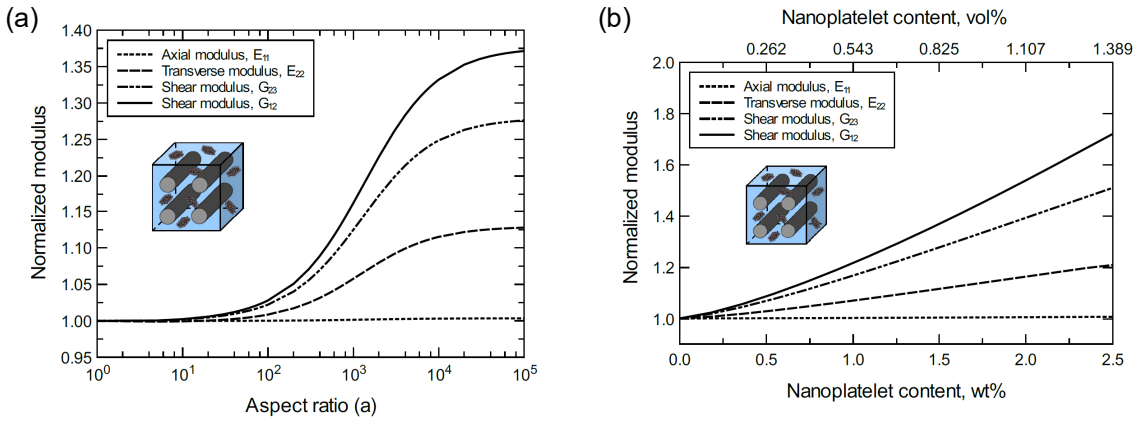 (a)
1.40
1.35
1.30
1.25
1.20
1.15
1.10
1.05
1.00
0.95
Normalized modulus
Axial modulus, E11
Transverse modulus, E22
Shear modulus, G23
Shear modulus, G12
10^0 10^1 10^2 10^3 10^4 10^5
Aspect ratio (a)
(b)
Nanoplatelet content, vol%
0.262 0.543 0.825 1.107 1.389
2.0
1.8
1.6
1.4
1.2
1.0
Normalized modulus
Axial modulus, E11
Transverse modulus, E22
Shear modulus, G23
Shear modulus, G12
0.0 0.5 1.0 1.5 2.0 2.5
Nanoplatelet content, wt%